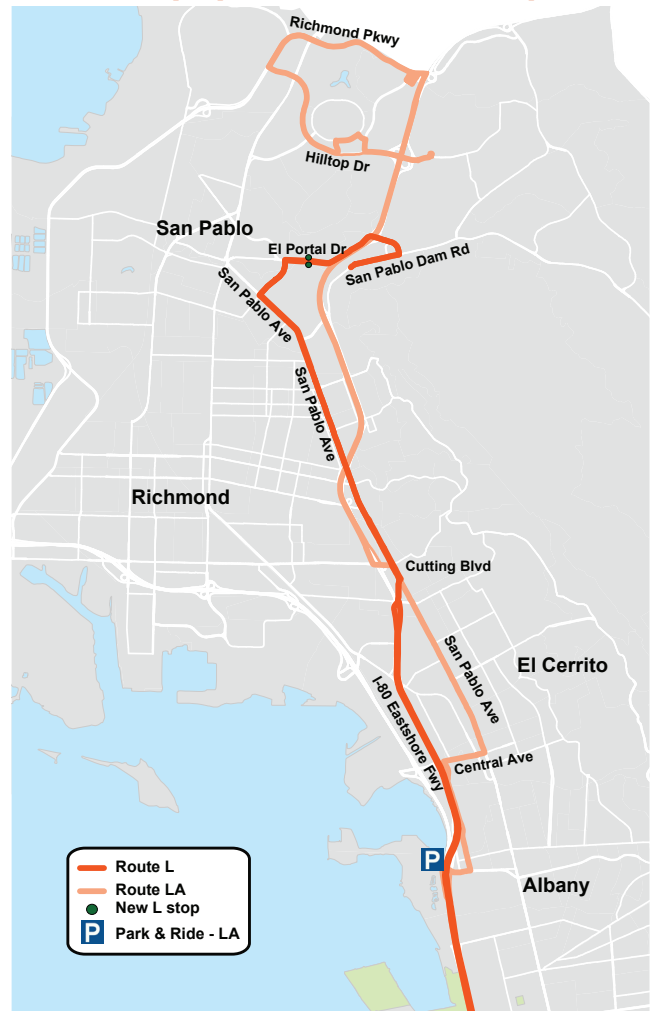 Richmond Pkwy
Hilltop Dr
San Pablo
El Portal Dr
San Pablo Dam Rd
San Pablo Ave
San Pablo Ave
Richmond
Cutting Blvd
San Pablo Ave
El Cerrito
I-80 Eastshore Fwy
Central Ave
P
Albany
Route L
Route LA
New L stop
P Park & Ride - LA